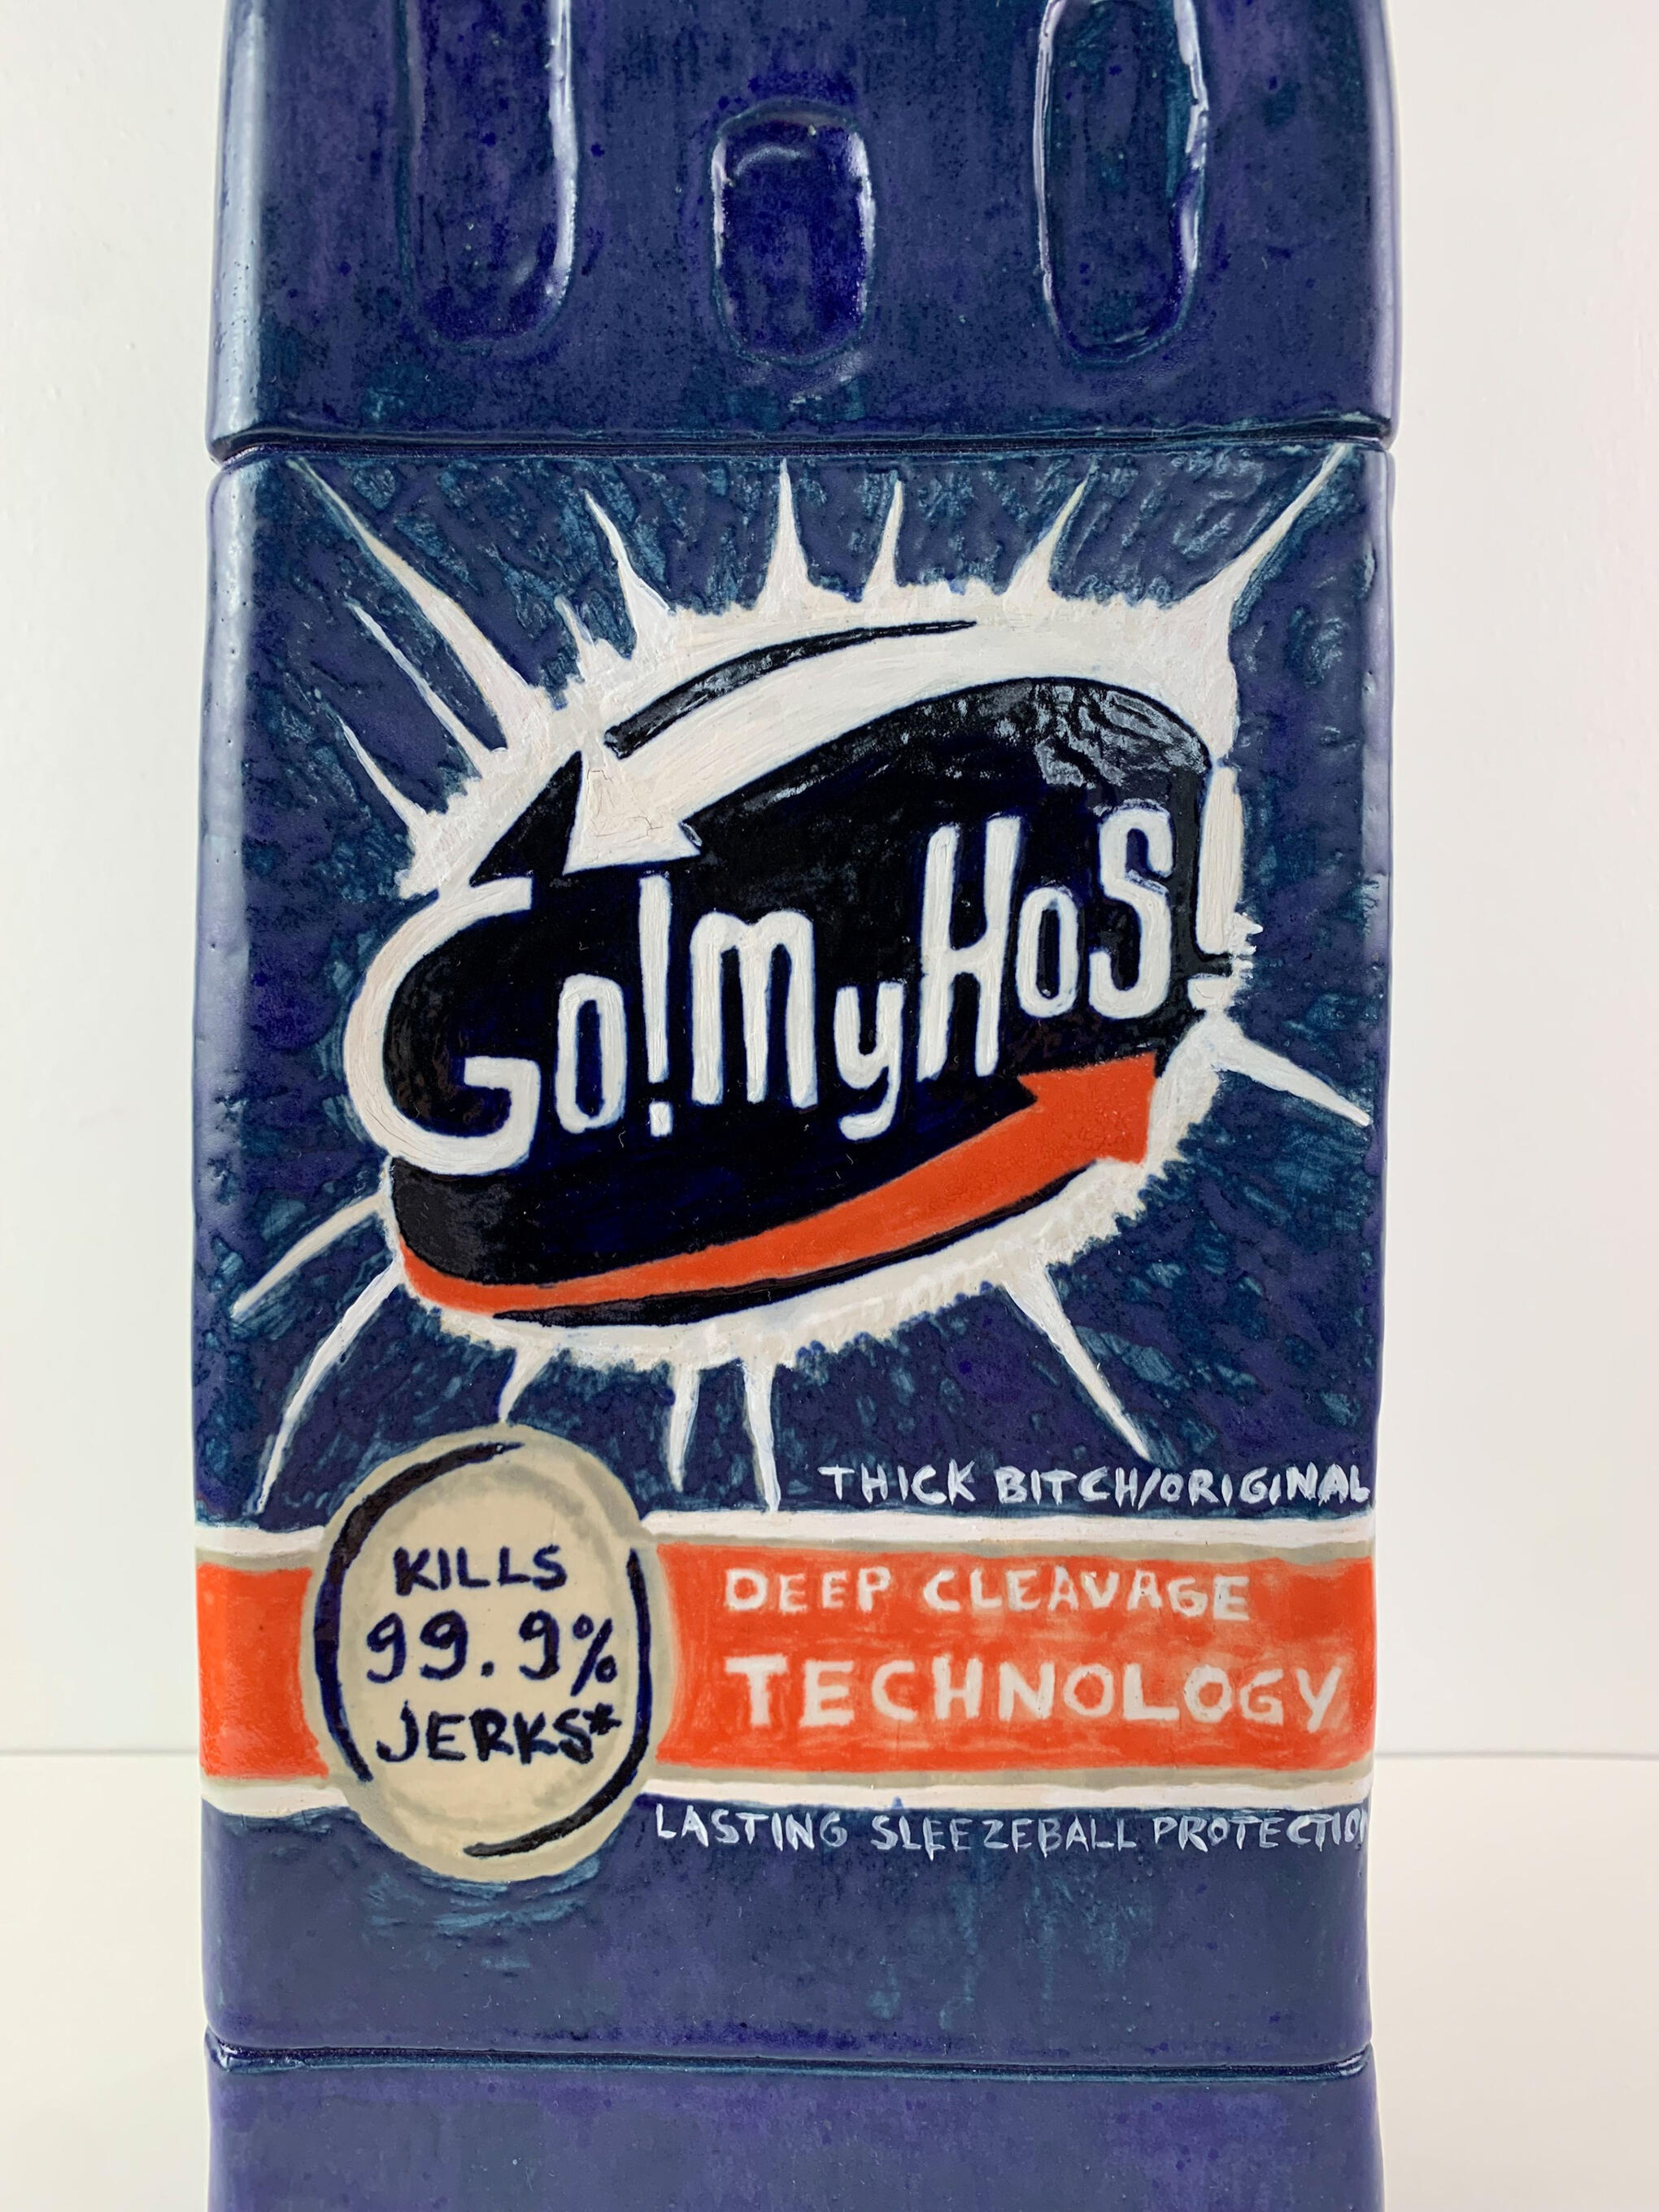 Go!MyHoS!
THICK BITCH/ORIGINAL
KILLS
99.9%
JERKS*
DEEP CLEAVAGE
TECHNOLOGY
LASTING SLEEZEBALL PROTECTION